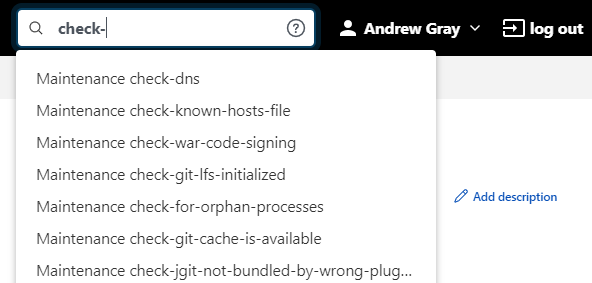 check-
Andrew Gray
log out
Maintenance check-dns
Maintenance check-known-hosts-file
Maintenance check-war-code-signing
Maintenance check-git-lfs-initialized
Maintenance check-for-orphan-processes
Maintenance check-git-cache-is-available
Maintenance check-jgit-not-bundled-by-wrong-plug...
Add description